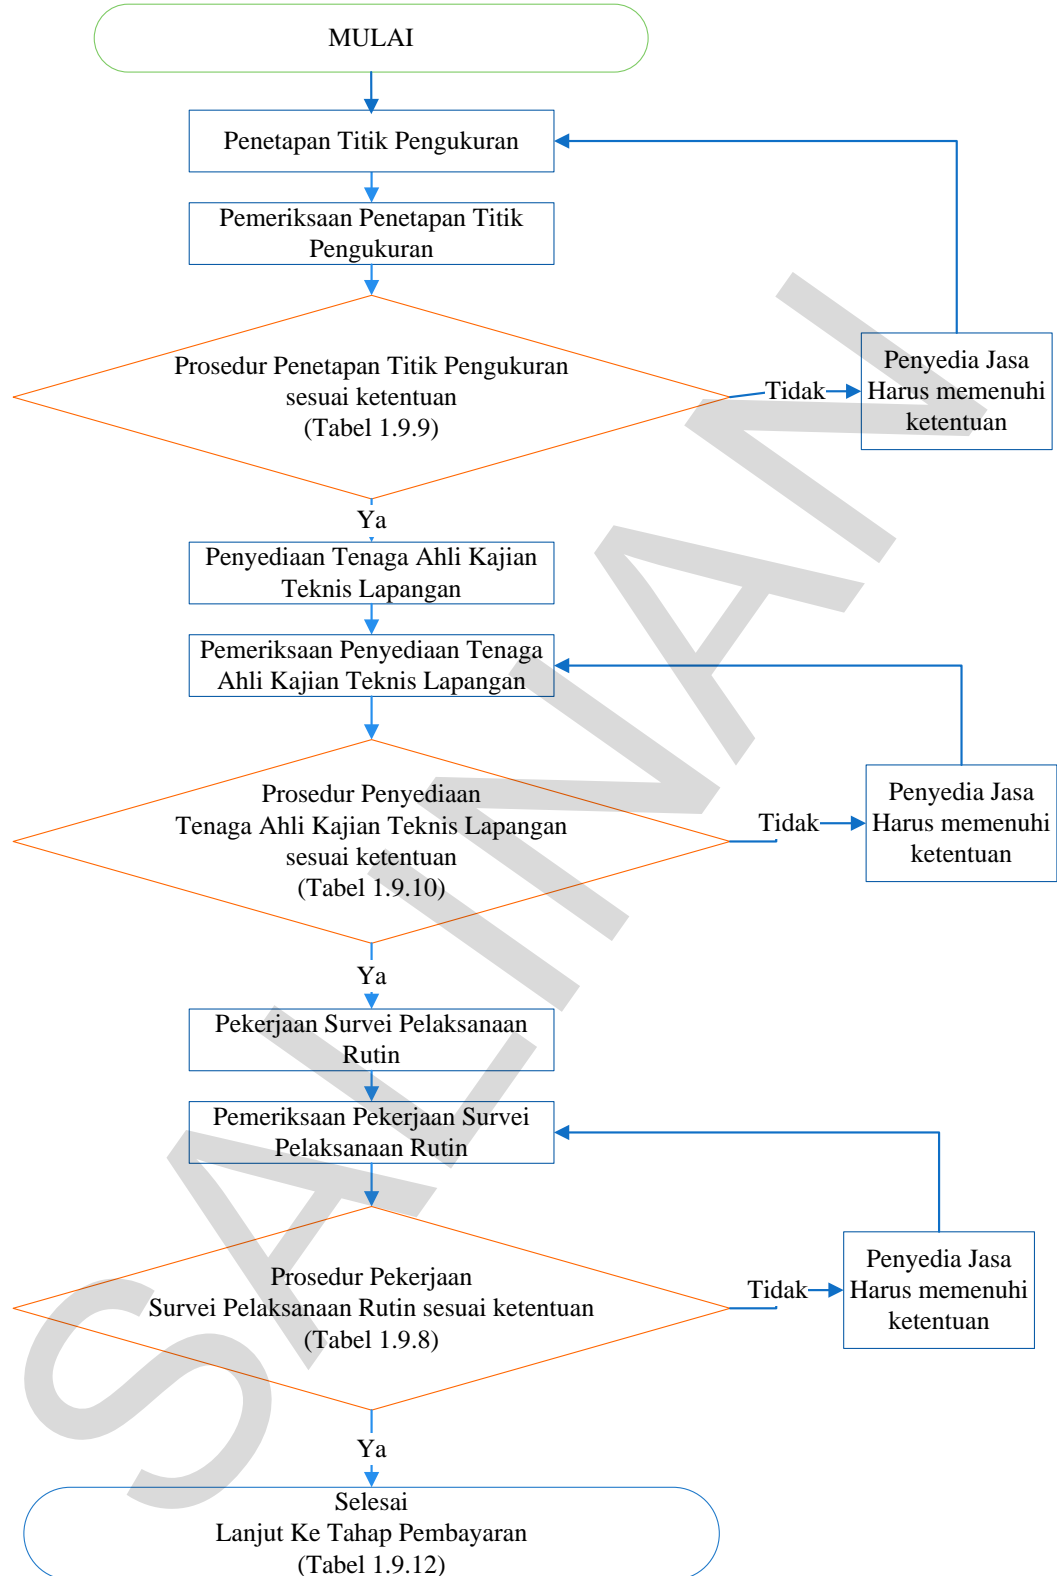 MULAI
Penetapan Titik Pengukuran
Pemeriksaan Penetapan Titik
Pengukuran
Prosedur Penetapan Titik Pengukuran
sesuai ketentuan
(Tabel 1.9.9)
Tidak
Penyedia Jasa
Harus memenuhi
ketentuan
Ya
Penyediaan Tenaga Ahli Kajian
Teknis Lapangan
Pemeriksaan Penyediaan Tenaga
Ahli Kajian Teknis Lapangan
Prosedur Penyediaan
Tenaga Ahli Kajian Teknis Lapangan
sesuai ketentuan
(Tabel 1.9.10)
Tidak
Penyedia Jasa
Harus memenuhi
ketentuan
Ya
Pekerjaan Survei Pelaksanaan
Rutin
Pemeriksaan Pekerjaan Survei
Pelaksanaan Rutin
Prosedur Pekerjaan
Survei Pelaksanaan Rutin sesuai ketentuan
(Tabel 1.9.8)
Tidak
Penyedia Jasa
Harus memenuhi
ketentuan
Ya
Selesai
Lanjut Ke Tahap Pembayaran
(Tabel 1.9.12)
SALINAN